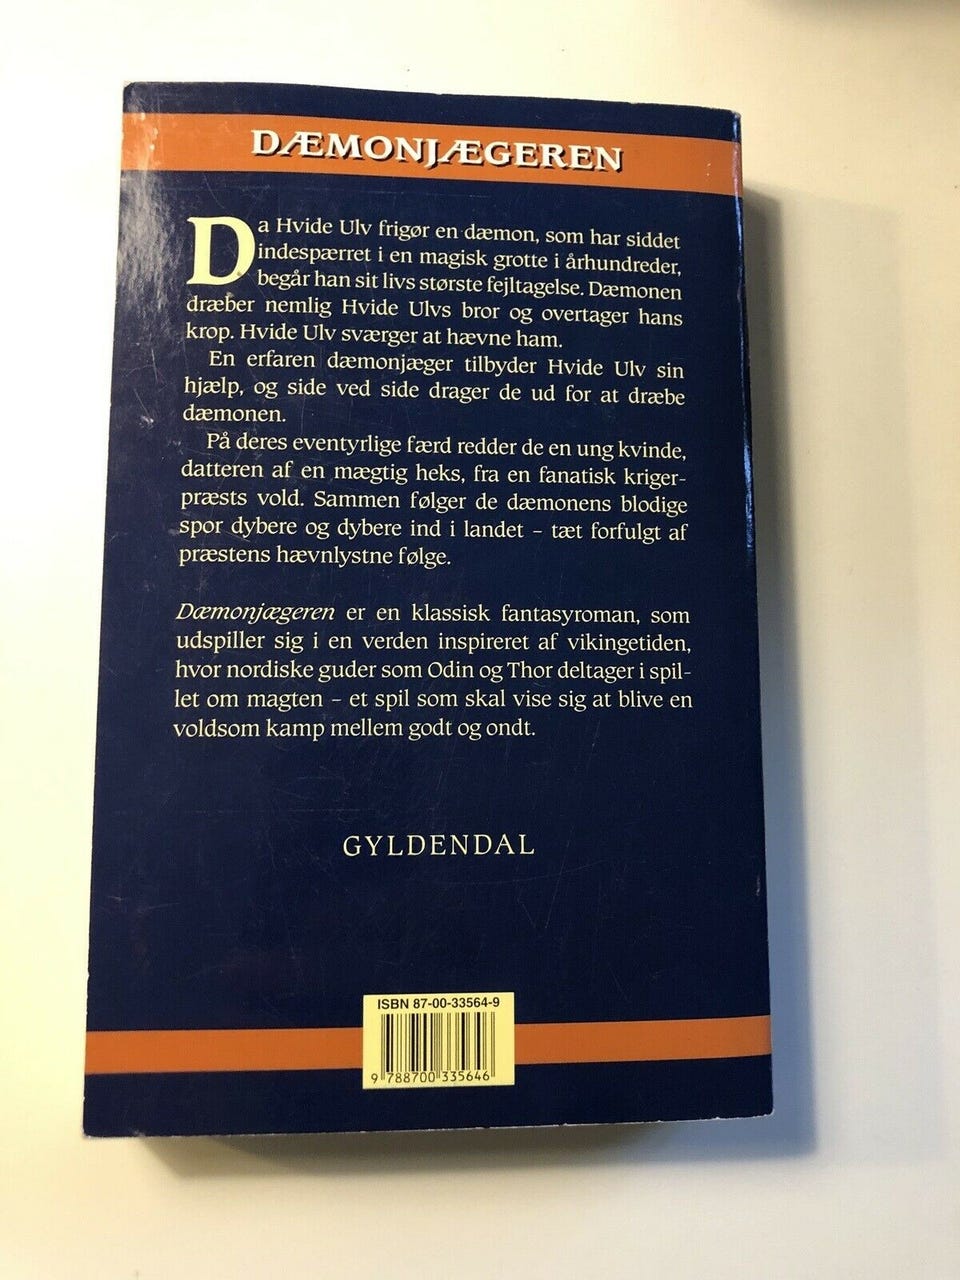 DÆMONJÆGEREN
Da Hvide Ulv frigør en dæmon, som har siddet
indespærret i en magisk grotte i århundreder,
begår han sit livs største fejltagelse. Dæmonen
dræber nemlig Hvide Ulvs bror og overtager hans
krop. Hvide Ulv sværger at hævne ham.
En erfaren dæmonjæger tilbyder Hvide Ulv sin
hjælp, og side ved side drager de ud for at dræbe
dæmonen.
På deres eventyrlige færd redder de en ung kvinde,
datteren af en mægtig heks, fra en fanatisk kriger-
præsts vold. Sammen følger de dæmonens blodige
spor dybere og dybere ind i landet – tæt forfulgt af
præstens hævnlystne følge.
Dæmonjægeren er en klassisk fantasyroman, som
udspiller sig i en verden inspireret af vikingetiden,
hvor nordiske guder som Odin og Thor deltager i spil-
let om magten – et spil som skal vise sig at blive en
voldsom kamp mellem godt og ondt.
GYLDENDAL
ISBN 87-00-33564-9
9 788700 335646